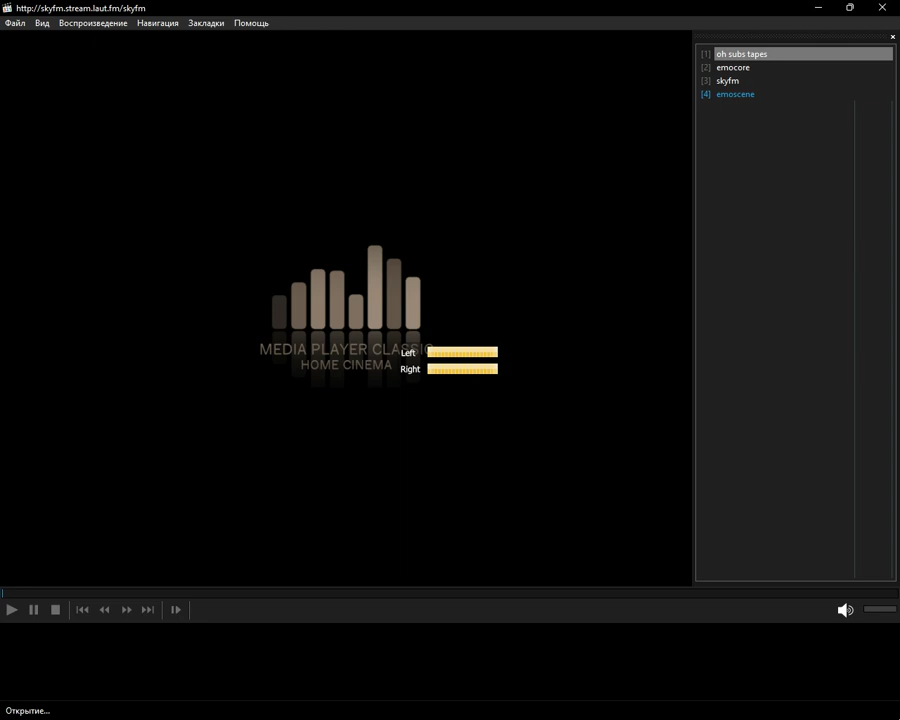 http://skyfm.stream.laut.fm/skyfm
Файл Вид Воспроизведение Навигация Закладки Помощь
[1] oh subs tapes
[2] emocore
[3] skyfm
[4] emoscene
MEDIA PLAYER CLASSIC
HOME CINEMA
Left
Right
Открытие...